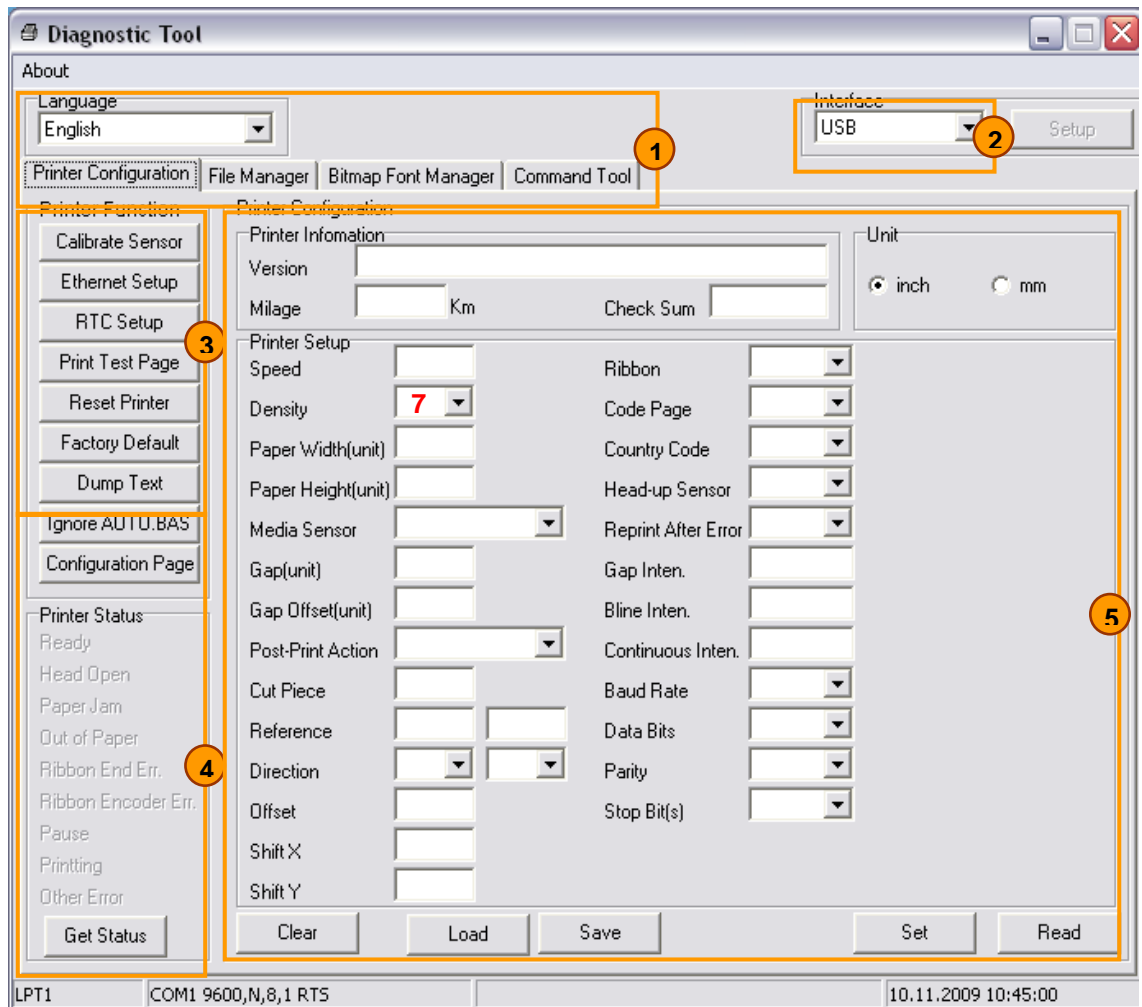 Diagnostic Tool
About
Language
English
Interface
USB
2
Setup
1
Printer Configuration
File Manager
Bitmap Font Manager
Command Tool
Printer Function
Calibrate Sensor
Ethernet Setup
RTC Setup
3
Print Test Page
Reset Printer
Factory Default
Dump Text
Ignore AUTO.BAS
Configuration Page
Printer Status
Ready
Head Open
Paper Jam
Out of Paper
Ribbon End Err.
4
Ribbon Encoder Err.
Pause
Printting
Other Error
Get Status
Printer Configuration
Printer Infomation
Version
Milage Km
Check Sum
Unit
inch
mm
Printer Setup
Speed
Density 7
Paper Width(unit)
Paper Height(unit)
Media Sensor
Gap(unit)
Gap Offset(unit)
Post-Print Action
Cut Piece
Reference
Direction
Offset
Shift X
Shift Y
Ribbon
Code Page
Country Code
Head-up Sensor
Reprint After Error
Gap Inten.
Bline Inten.
Continuous Inten.
Baud Rate
Data Bits
Parity
Stop Bit(s)
5
Clear
Load
Save
Set
Read
LPT1
COM1 9600,N,8,1 RTS
10.11.2009 10:45:00